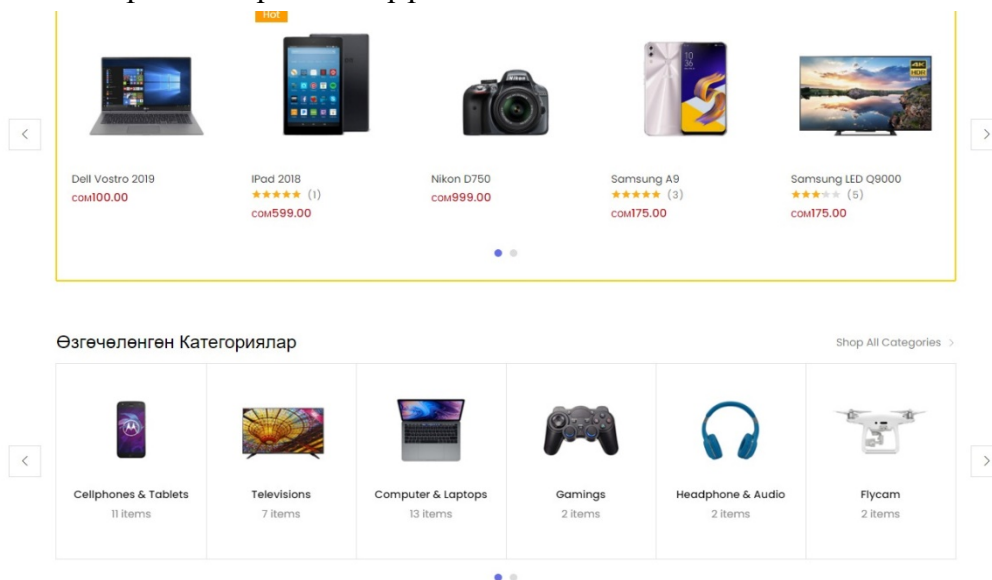 Hot
Dell Vostro 2019
сом100.00
IPad 2018
(1)
сом599.00
Nikon D750
сом999.00
Samsung A9
(3)
сом175.00
Samsung LED Q9000
(5)
сом175.00
Өзгөчөлөнгөн Категориялар
Shop All Categories
Cellphones & Tablets
11 items
Televisions
7 items
Computer & Laptops
13 items
Gamings
2 items
Headphone & Audio
2 items
Flycam
2 items